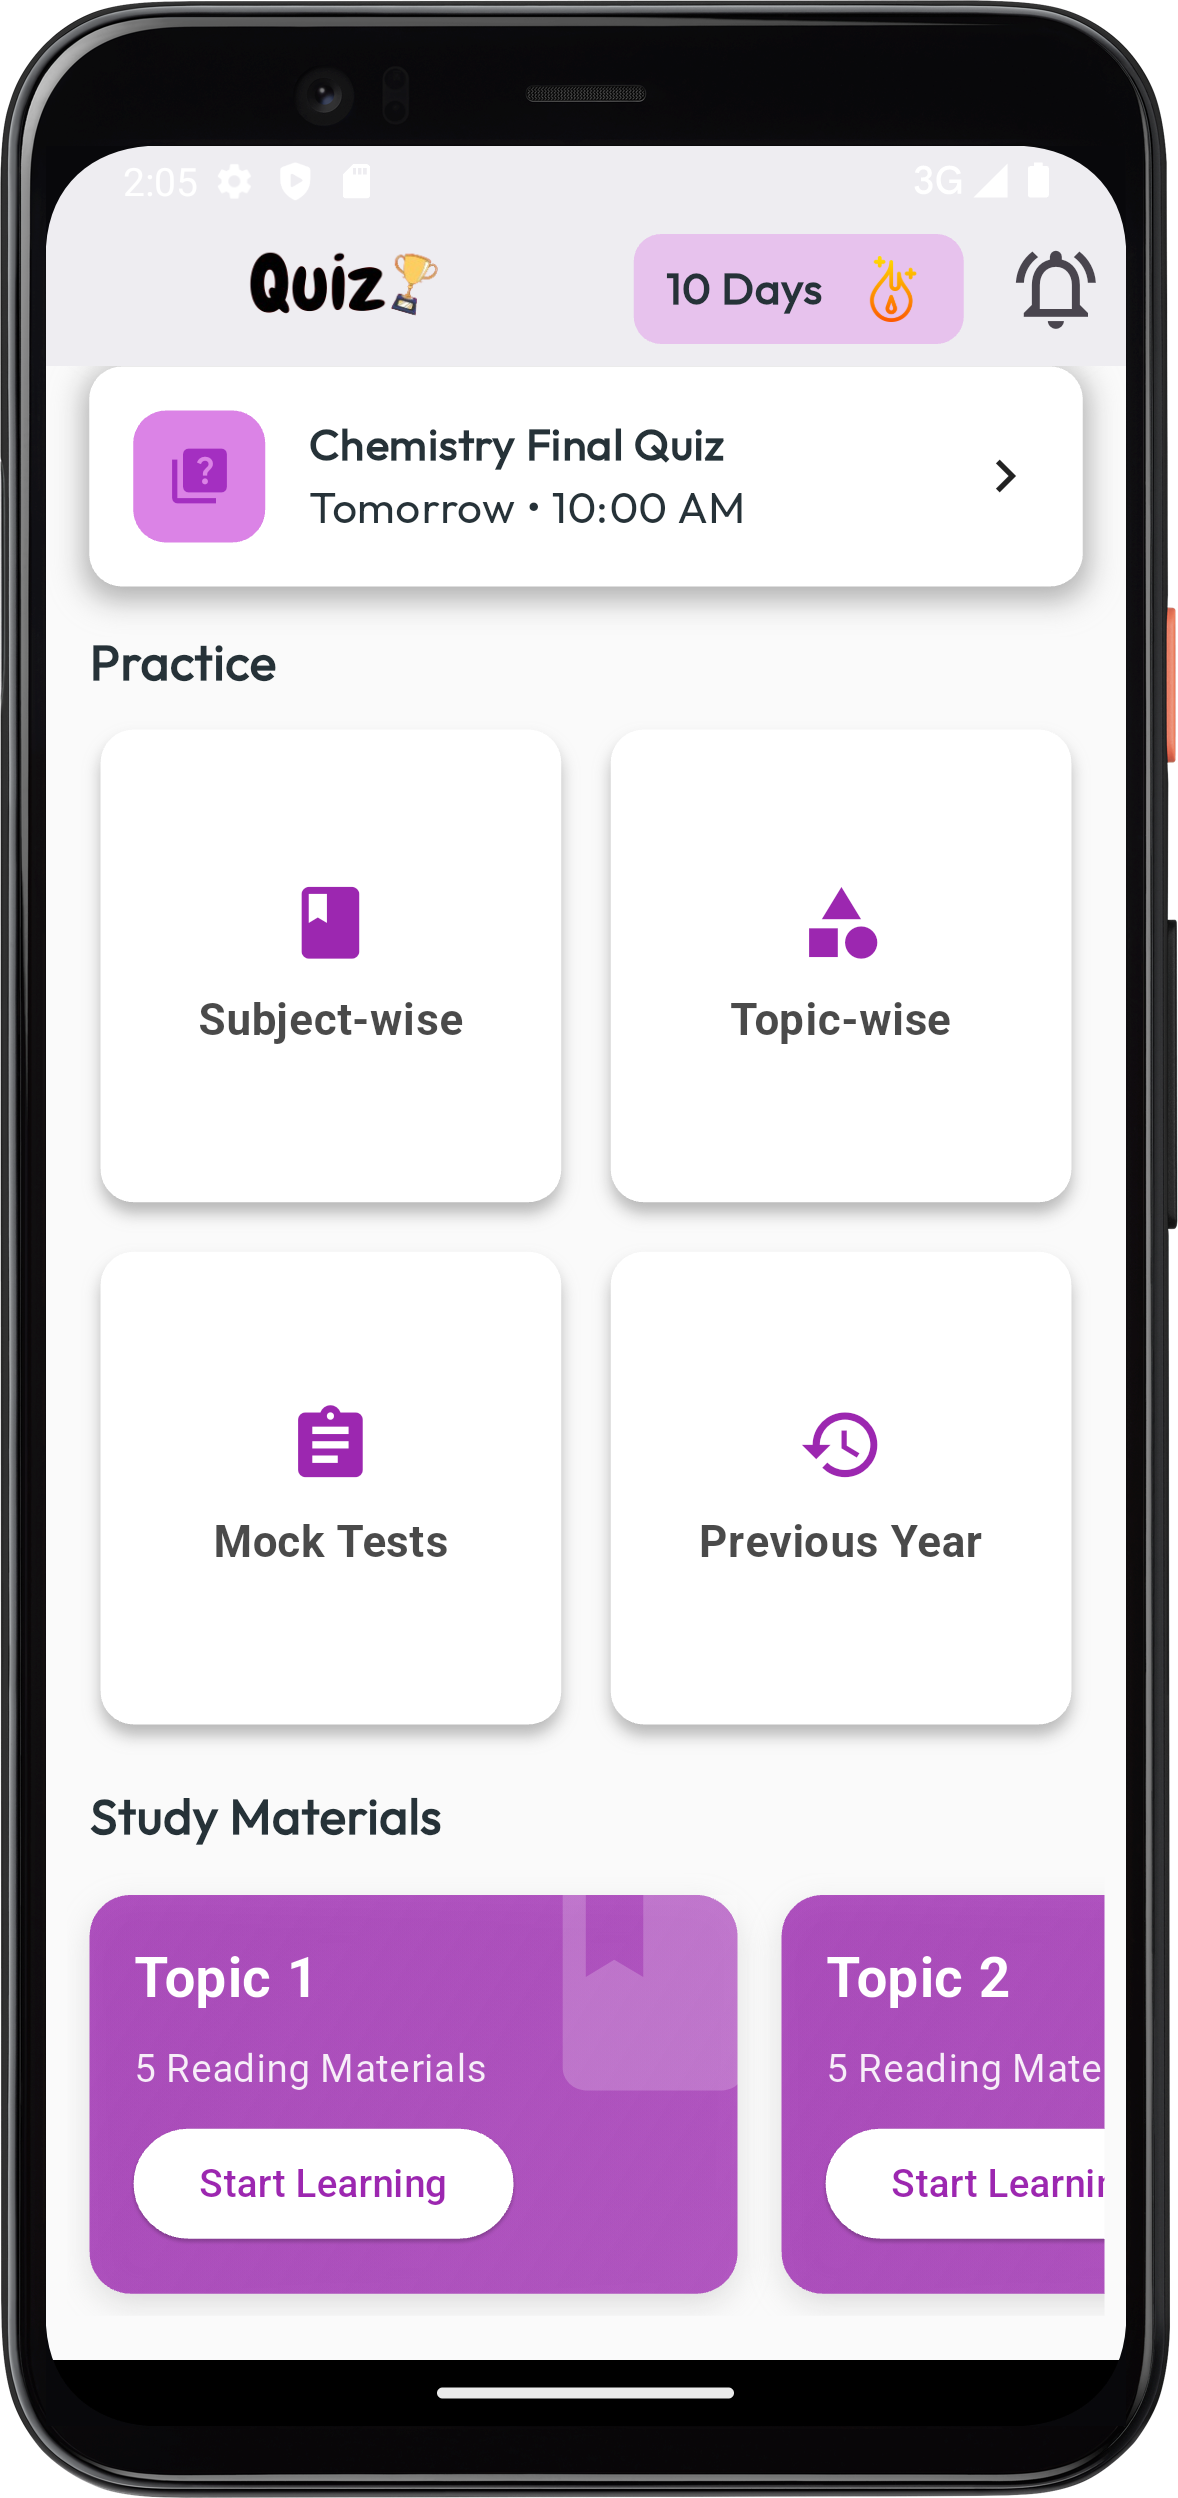 2:05
3G
Quiz
10 Days
Chemistry Final Quiz
Tomorrow • 10:00 AM
Practice
Subject-wise
Topic-wise
Mock Tests
Previous Year
Study Materials
Topic 1
5 Reading Materials
Start Learning
Topic 2
5 Reading Mate
Start Learnin